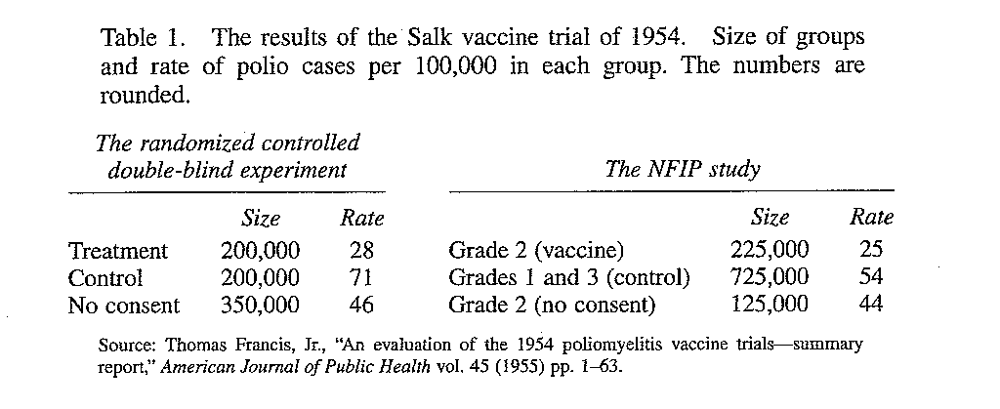 Table 1. The results of the Salk vaccine trial of 1954. Size of groups
and rate of polio cases per 100,000 in each group. The numbers are
rounded.
The randomized controlled
double-blind experiment
The NFIP study
Size Rate Size Rate
Treatment 200,000 28 Grade 2 (vaccine) 225,000 25
Control 200,000 71 Grades 1 and 3 (control) 725,000 54
No consent 350,000 46 Grade 2 (no consent) 125,000 44
Source: Thomas Francis, Jr., “An evaluation of the 1954 poliomyelitis vaccine trials—summary
report,” American Journal of Public Health vol. 45 (1955) pp. 1–63.